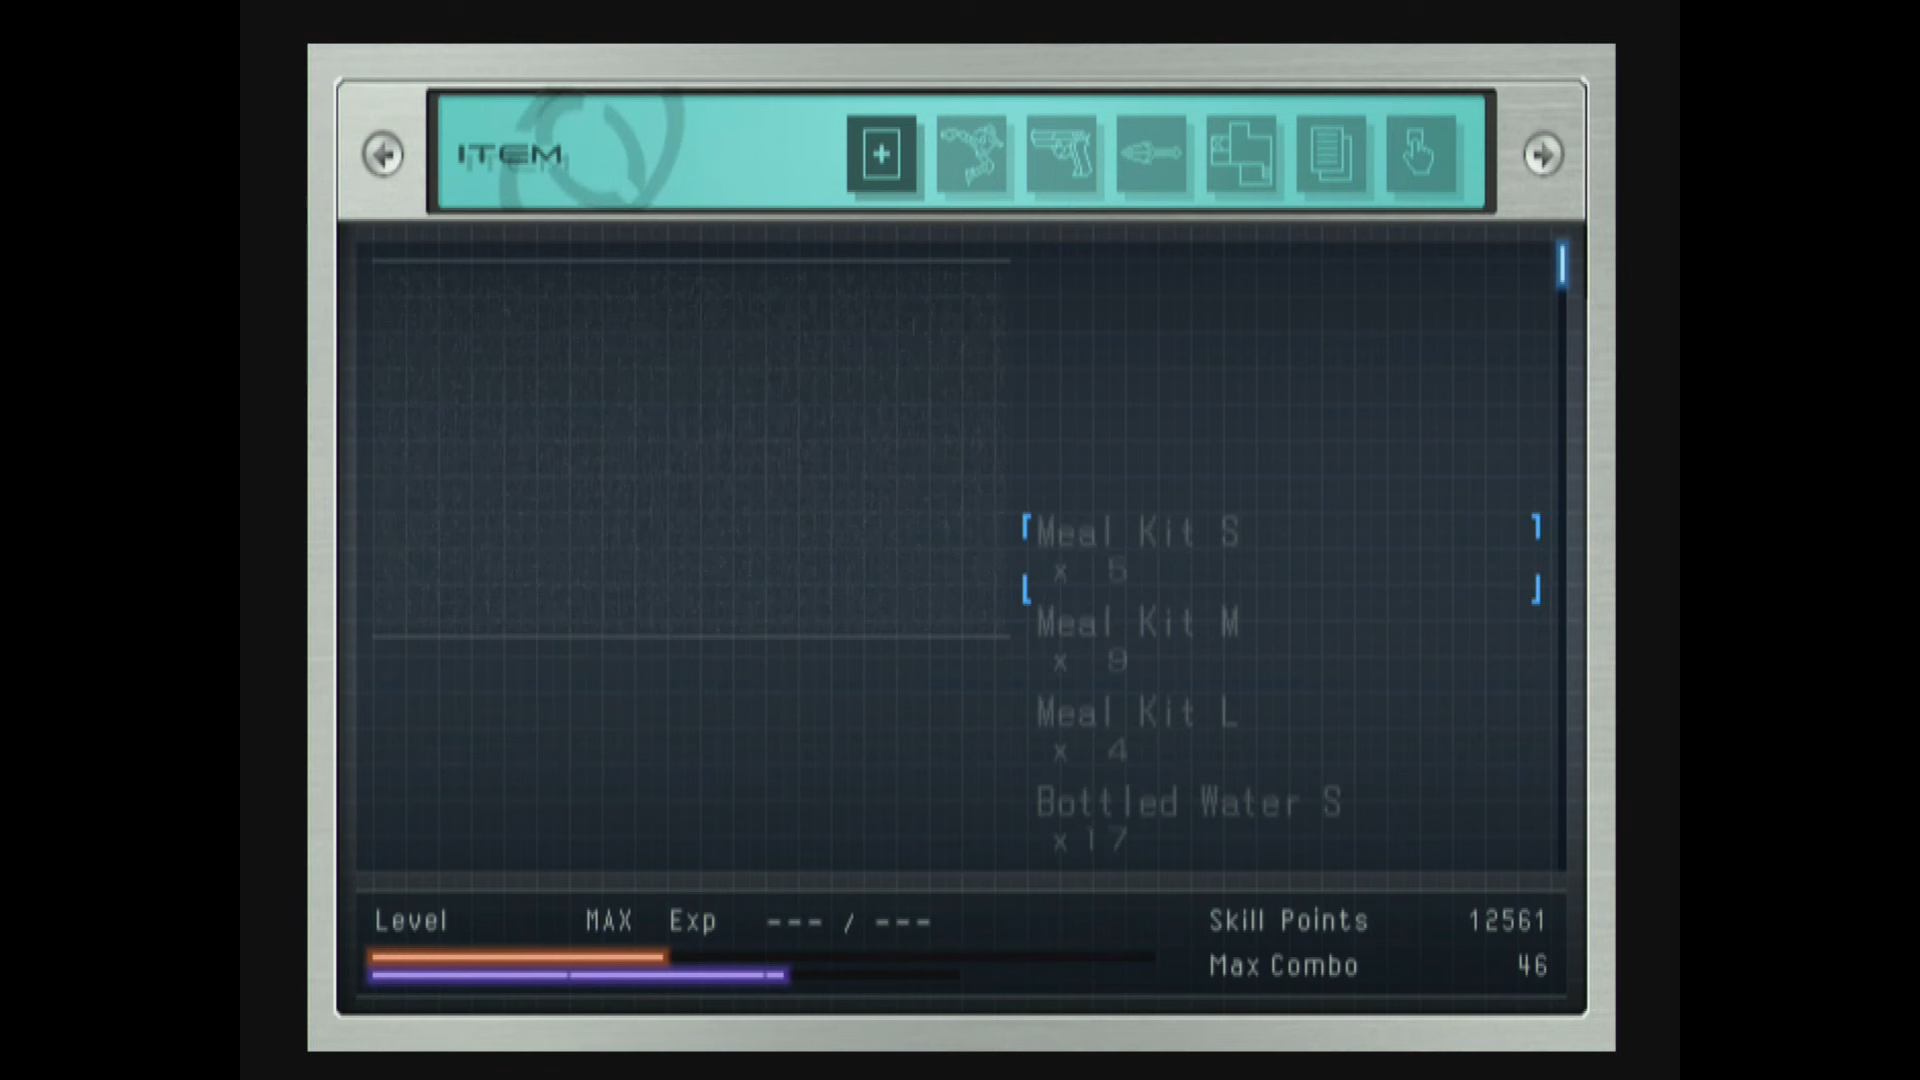 ITEM
Meal Kit S
x 5
Meal Kit M
x 9
Meal Kit L
x 4
Bottled Water S
x 17
Level MAX Exp --- / --- Skill Points 12561
Max Combo 46